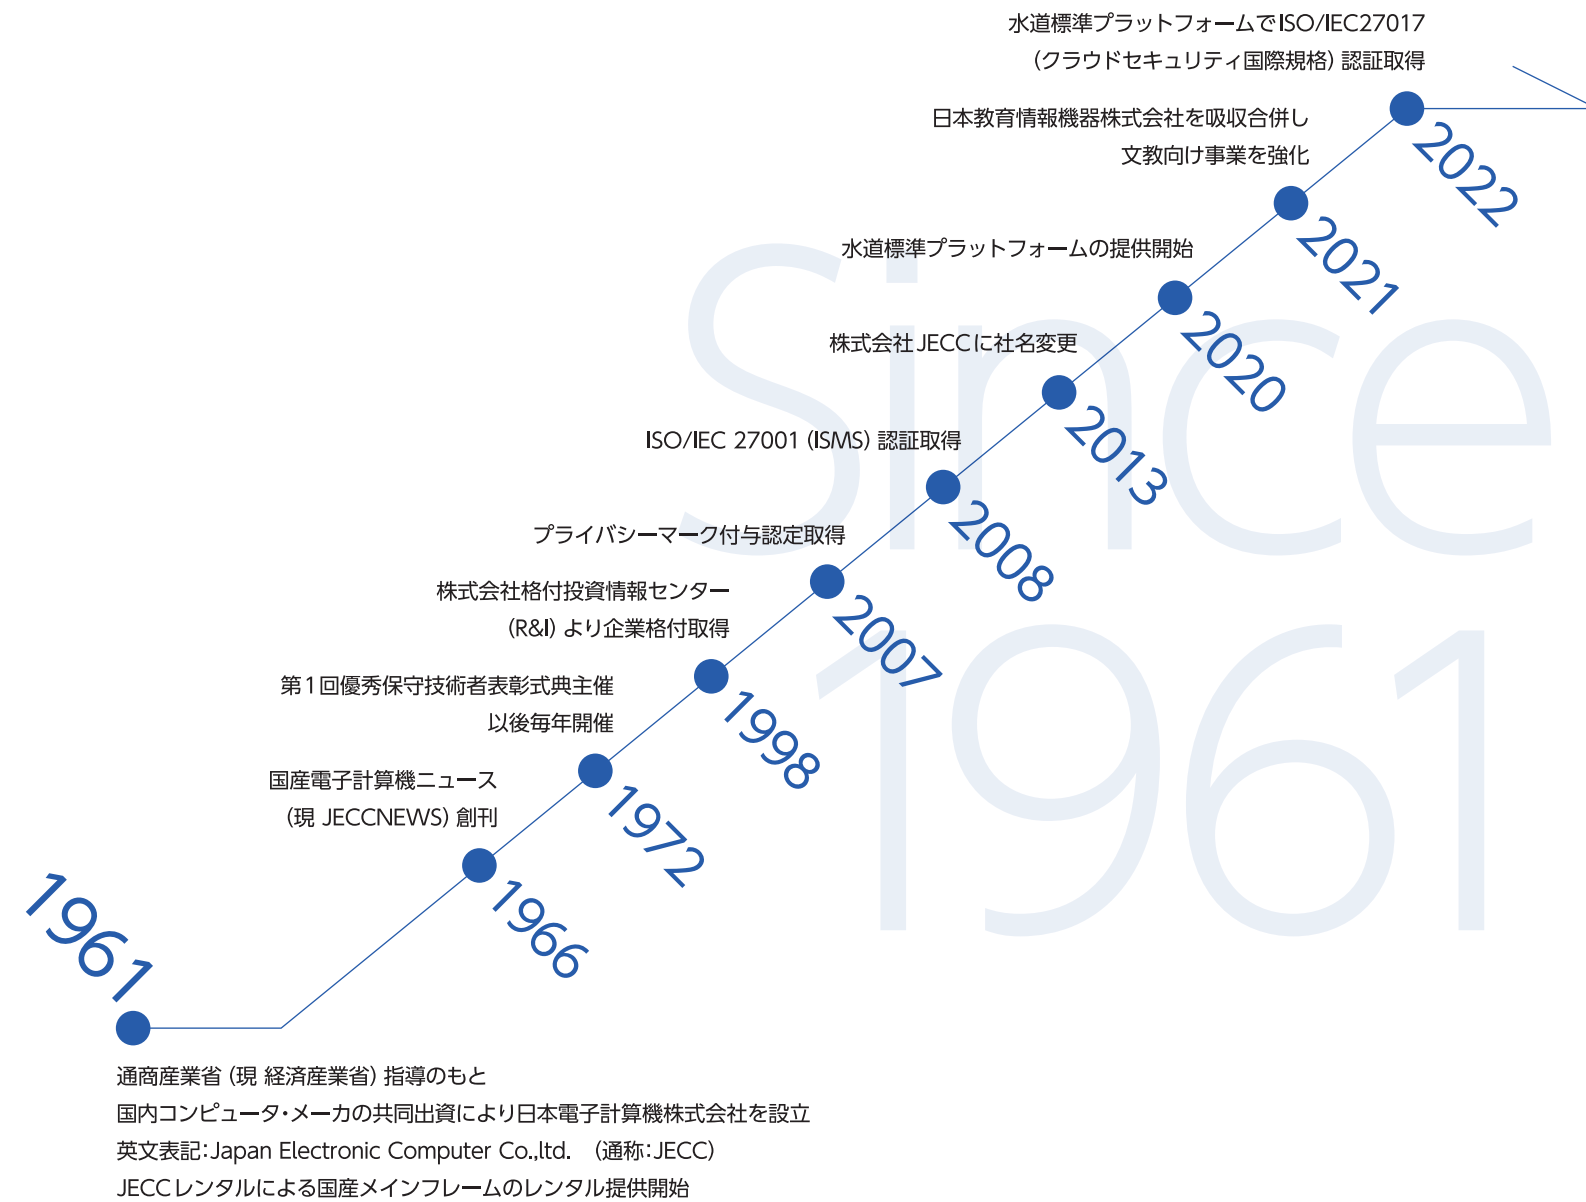 水道標準プラットフォームでISO/IEC27017
（クラウドセキュリティ国際規格）認証取得
2022
日本教育情報機器株式会社を吸収合併し
文教向け事業を強化
2021
水道標準プラットフォームの提供開始
2020
株式会社JECCに社名変更
2013
ISO/IEC 27001（ISMS）認証取得
2008
プライバシーマーク付与認定取得
2007
株式会社格付投資情報センター
（R&I）より企業格付取得
1998
第1回優秀保守技術者表彰式典主催
以後毎年開催
1972
国産電子計算機ニュース
（現 JECCNEWS）創刊
1966
1961
通商産業省（現 経済産業省）指導のもと
国内コンピュータ・メーカの共同出資により日本電子計算機株式会社を設立
英文表記：Japan Electronic Computer Co.,ltd. （通称：JECC）
JECCレンタルによる国産メインフレームのレンタル提供開始
Since
1961